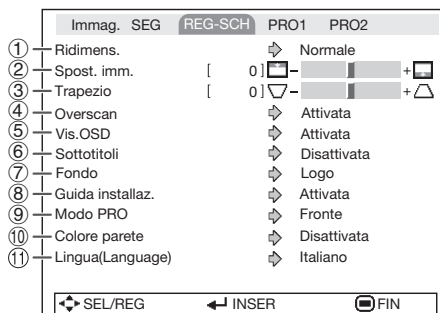 Immag. SEG REG-SCH PRO1 PRO2
① Ridimens. Normale
② Spost. imm. [ 0] - +
③ Trapezio [ 0] - +
④ Overscan Attivata
⑤ Vis.OSD Attivata
⑥ Sottotitoli Disattivata
⑦ Fondo Logo
⑧ Guida installaz. Attivata
⑨ Modo PRO Fronte
⑩ Colore parete Disattivata
⑪ Lingua(Language) Italiano
SEL/REG INSER FIN